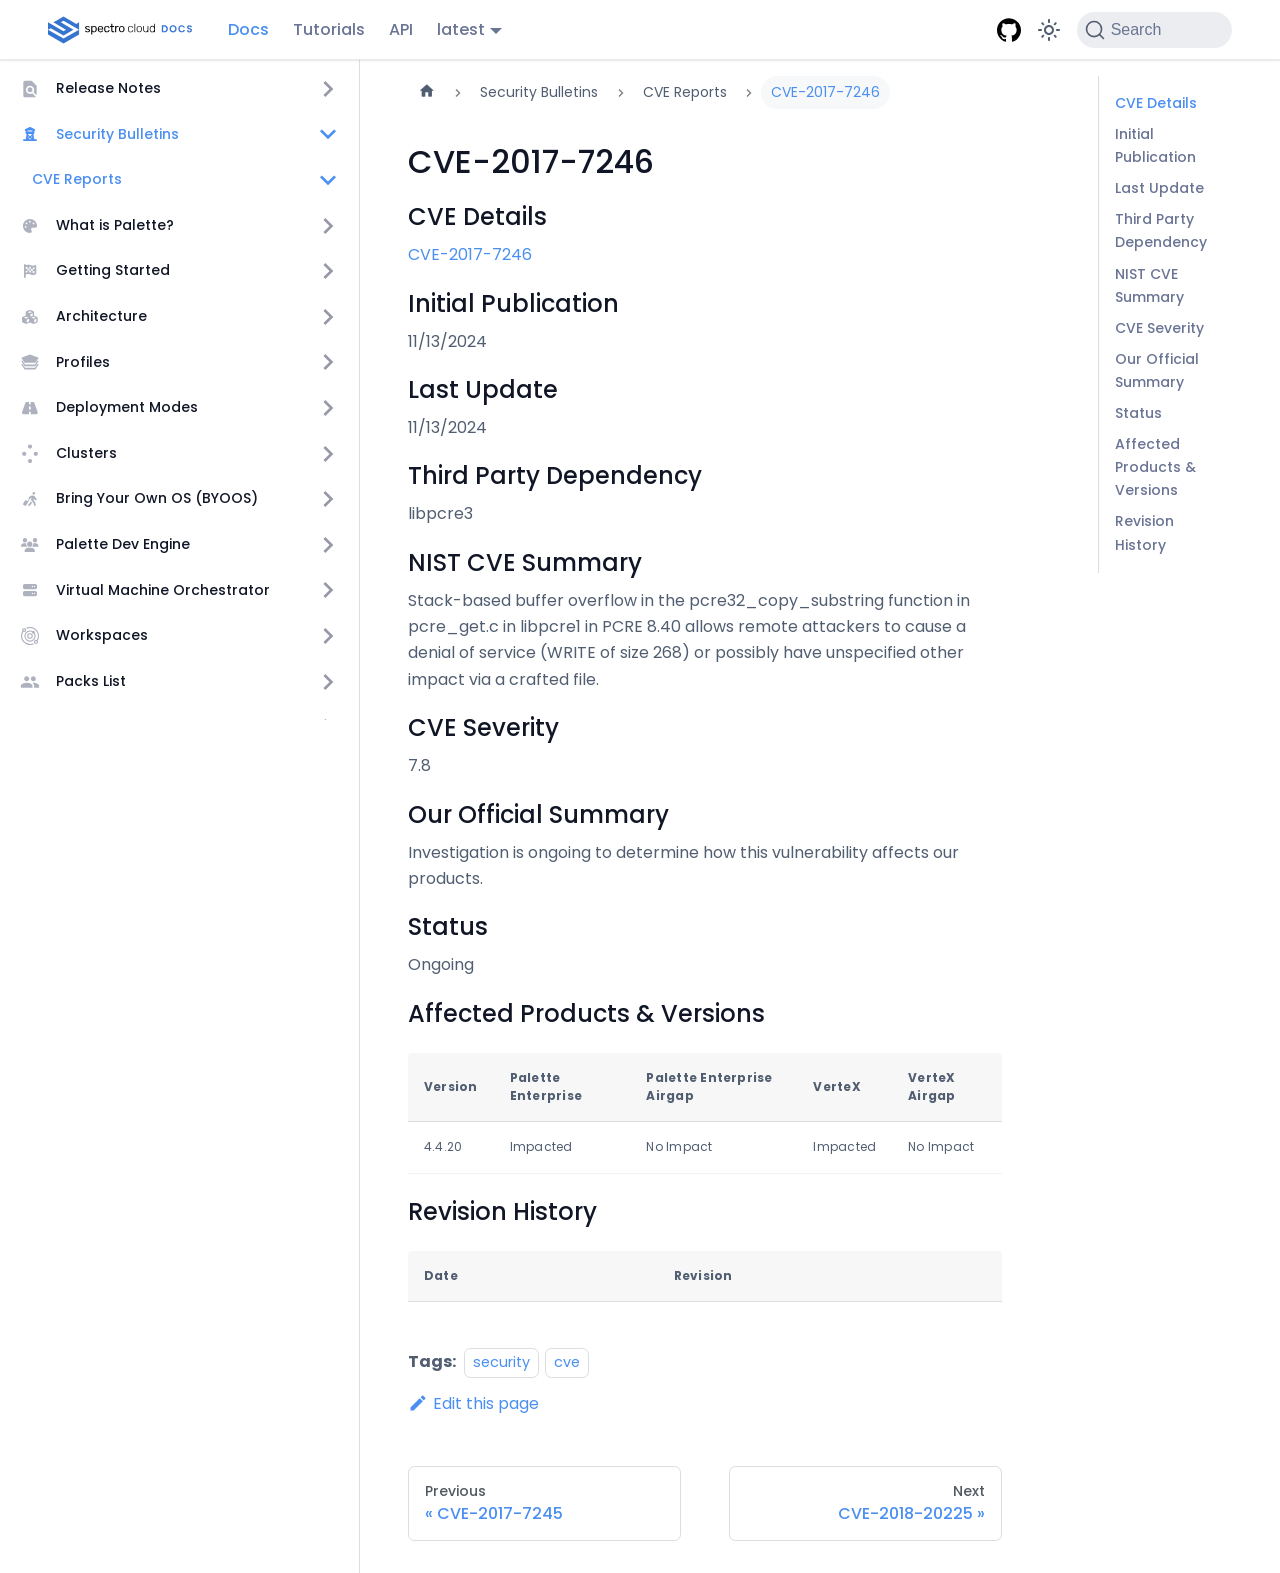 spectro cloud DOCS
Docs
Tutorials
API
latest
Search
Release Notes
Security Bulletins
CVE Reports
What is Palette?
Getting Started
Architecture
Profiles
Deployment Modes
Clusters
Bring Your Own OS (BYOOS)
Palette Dev Engine
Virtual Machine Orchestrator
Workspaces
Packs List
Security Bulletins
CVE Reports
CVE-2017-7246
CVE-2017-7246
CVE Details
CVE-2017-7246
Initial Publication
11/13/2024
Last Update
11/13/2024
Third Party Dependency
libpcre3
NIST CVE Summary
Stack-based buffer overflow in the pcre32_copy_substring function in
pcre_get.c in libpcre1 in PCRE 8.40 allows remote attackers to cause a
denial of service (WRITE of size 268) or possibly have unspecified other
impact via a crafted file.
CVE Severity
7.8
Our Official Summary
Investigation is ongoing to determine how this vulnerability affects our
products.
Status
Ongoing
Affected Products & Versions
Version
Palette
Enterprise
Palette Enterprise
Airgap
VerteX
VerteX
Airgap
4.4.20
Impacted
No Impact
Impacted
No Impact
Revision History
Date
Revision
Tags:
security
cve
Edit this page
Previous
« CVE-2017-7245
Next
CVE-2018-20225 »
CVE Details
Initial
Publication
Last Update
Third Party
Dependency
NIST CVE
Summary
CVE Severity
Our Official
Summary
Status
Affected
Products &
Versions
Revision
History